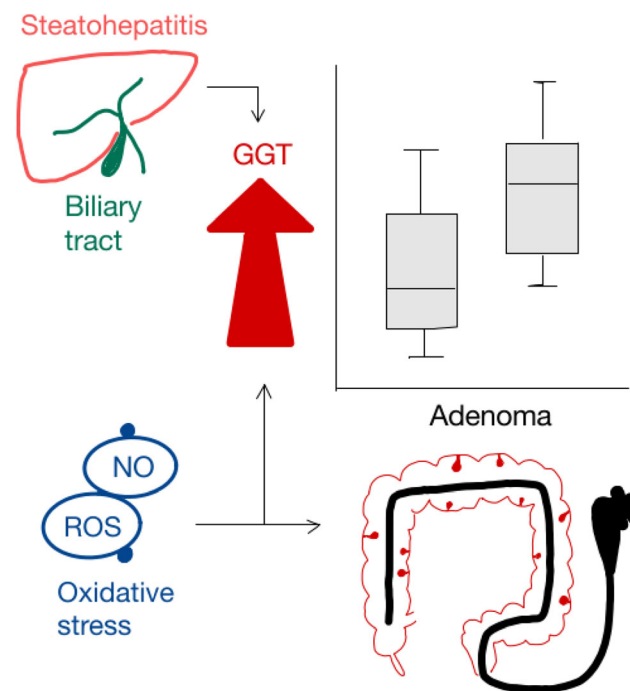 Steatohepatitis
GGT
Biliary
tract
Adenoma
NO
ROS
Oxidative
stress